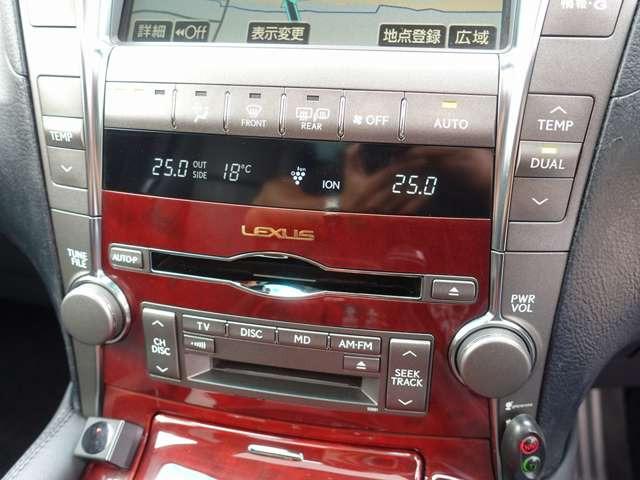 情報・G
詳細 ◀◀Off 表示変更 地点登録 広域
FRONT REAR OFF AUTO
TEMP
TEMP
DUAL
25.0 OUT SIDE 18℃ Ion ION 25.0
LEXUS
TUNE FILE
AUTO-P
PWR VOL
TV DISC MD AM·FM
CH DISC
SEEK TRACK